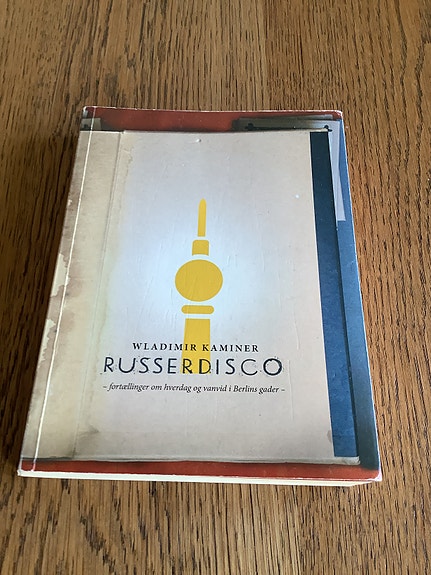 WLADIMIR KAMINER
RUSSERDISCO
– fortællinger om hverdag og vanvid i Berlins gader –